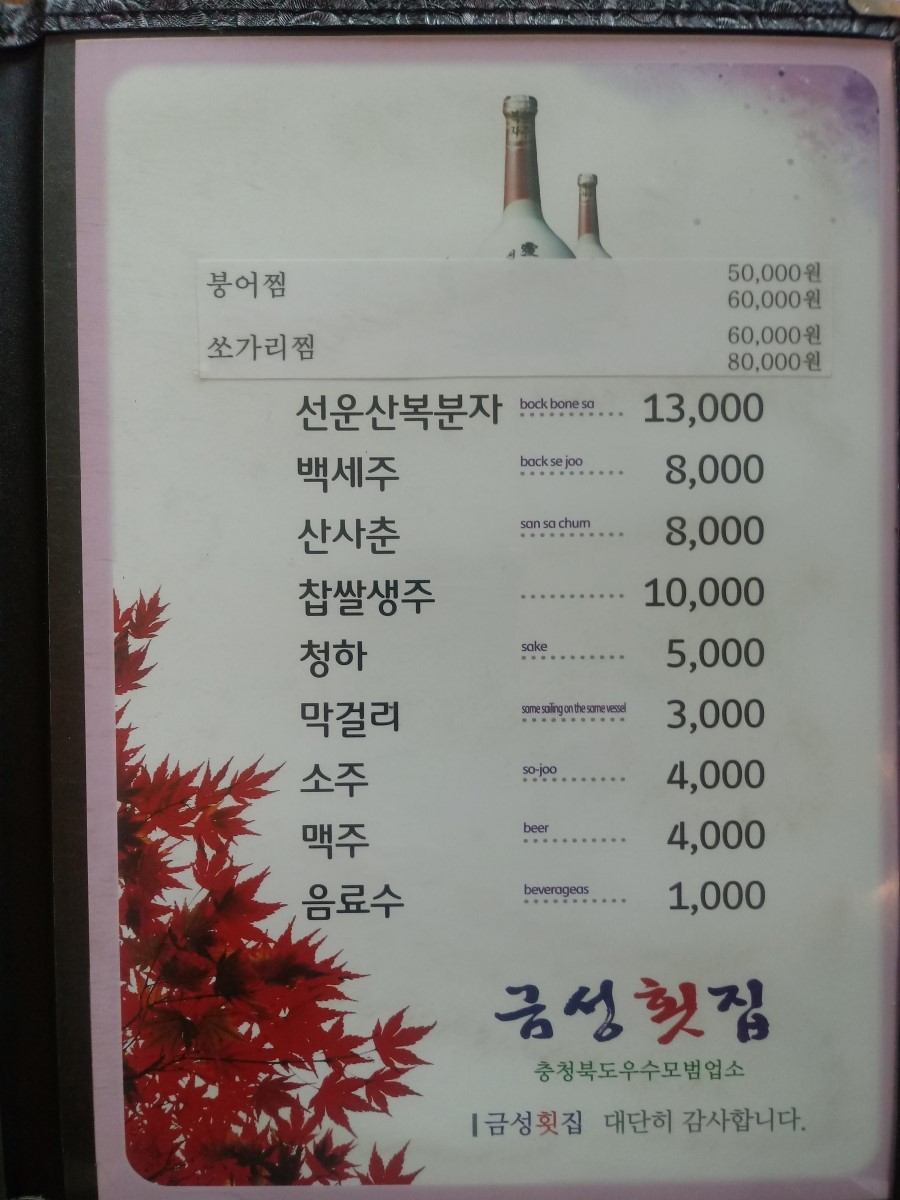 愛
붕어찜 50,000원
60,000원
쏘가리찜 60,000원
80,000원
선운산복분자 bock bone sa 13,000
백세주 back se joo 8,000
산사춘 san sa chum 8,000
찹쌀생주 10,000
청하 sake 5,000
막걸리 same sailing on the same vessel 3,000
소주 so-joo 4,000
맥주 beer 4,000
음료수 beverageas 1,000
금성횟집
충청북도우수모범업소
금성횟집 대단히 감사합니다.